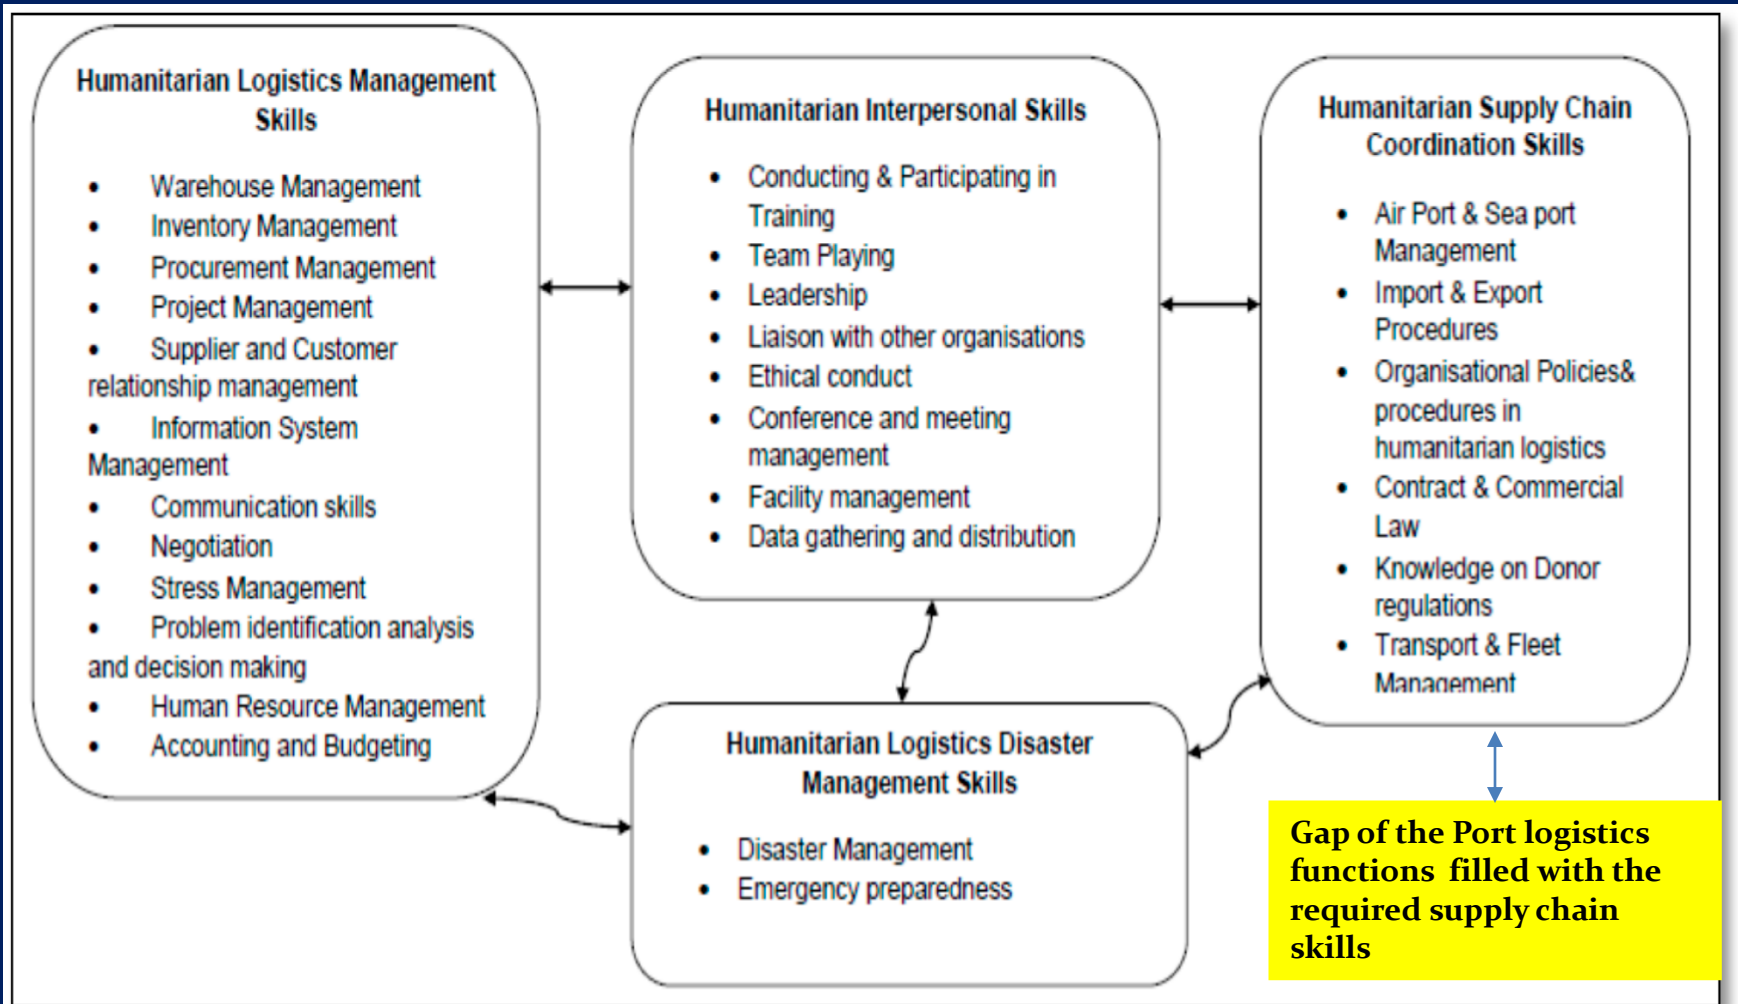 Humanitarian Logistics Management
Skills
• Warehouse Management
• Inventory Management
• Procurement Management
• Project Management
• Supplier and Customer
relationship management
• Information System
Management
• Communication skills
• Negotiation
• Stress Management
• Problem identification analysis
and decision making
• Human Resource Management
• Accounting and Budgeting
Humanitarian Interpersonal Skills
• Conducting & Participating in
Training
• Team Playing
• Leadership
• Liaison with other organisations
• Ethical conduct
• Conference and meeting
management
• Facility management
• Data gathering and distribution
Humanitarian Supply Chain
Coordination Skills
• Air Port & Sea port
Management
• Import & Export
Procedures
• Organisational Policies&
procedures in
humanitarian logistics
• Contract & Commercial
Law
• Knowledge on Donor
regulations
• Transport & Fleet
Management
Humanitarian Logistics Disaster
Management Skills
• Disaster Management
• Emergency preparedness
Gap of the Port logistics
functions filled with the
required supply chain
skills